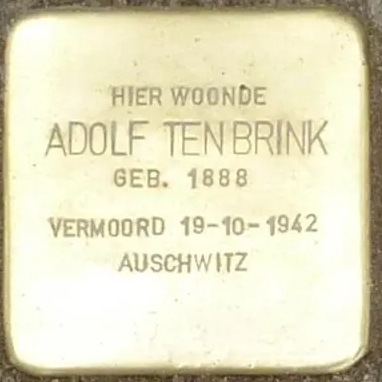 HIER WOONDE
ADOLF TEN BRINK
GEB. 1888
VERMOORD 19-10-1942
AUSCHWITZ